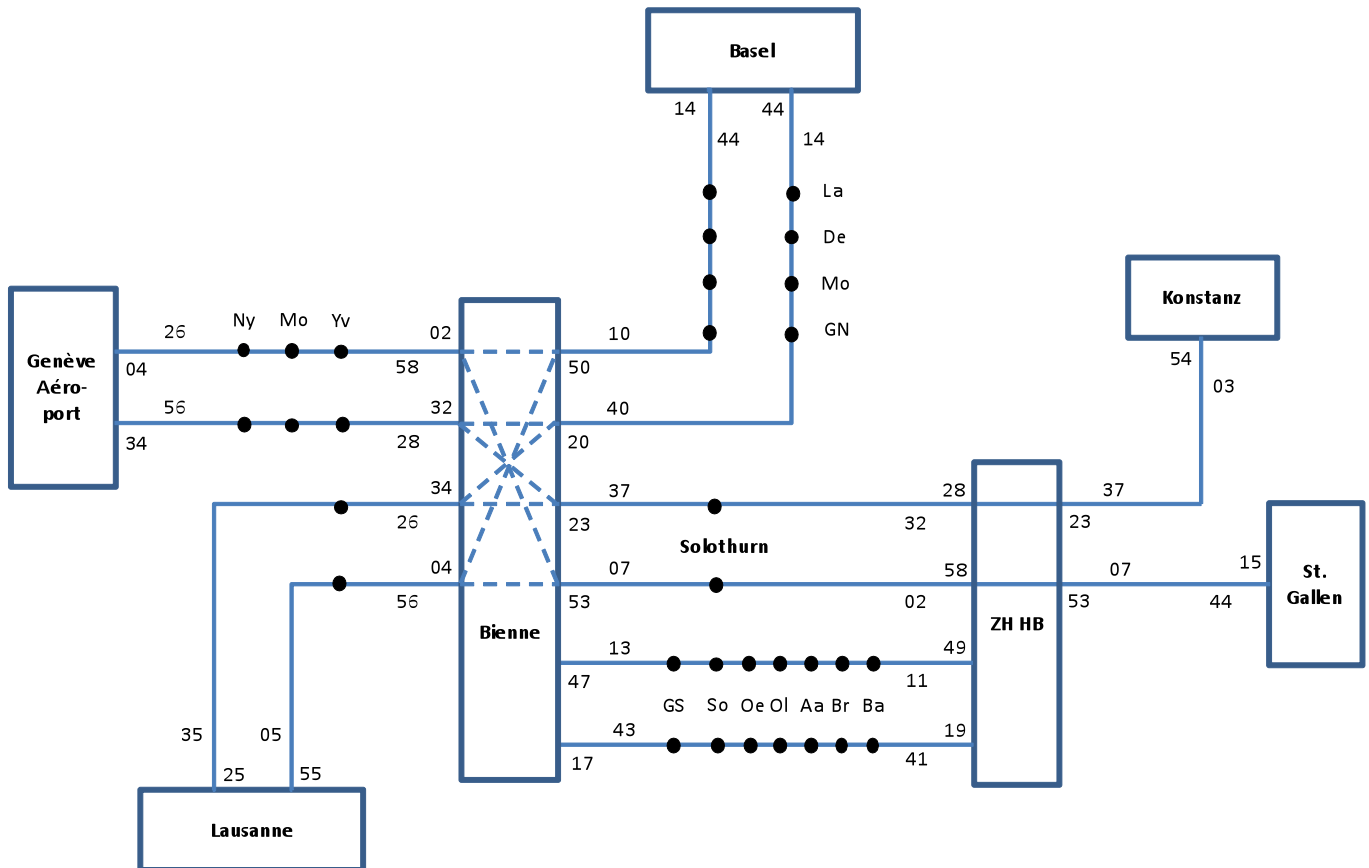 Basel
14
44
44
14
La
De
Mo
GN
Konstanz
54
03
Genève
Aéro-
port
26
Ny
Mo
Yv
02
10
04
58
50
56
32
40
34
28
20
34
37
28
37
26
23
32
23
Solothurn
04
07
58
07
15
56
53
02
53
44
St.
Gallen
Bienne
ZH HB
13
49
47
11
GS
So
Oe
Ol
Aa
Br
Ba
43
19
17
41
35
05
25
55
Lausanne